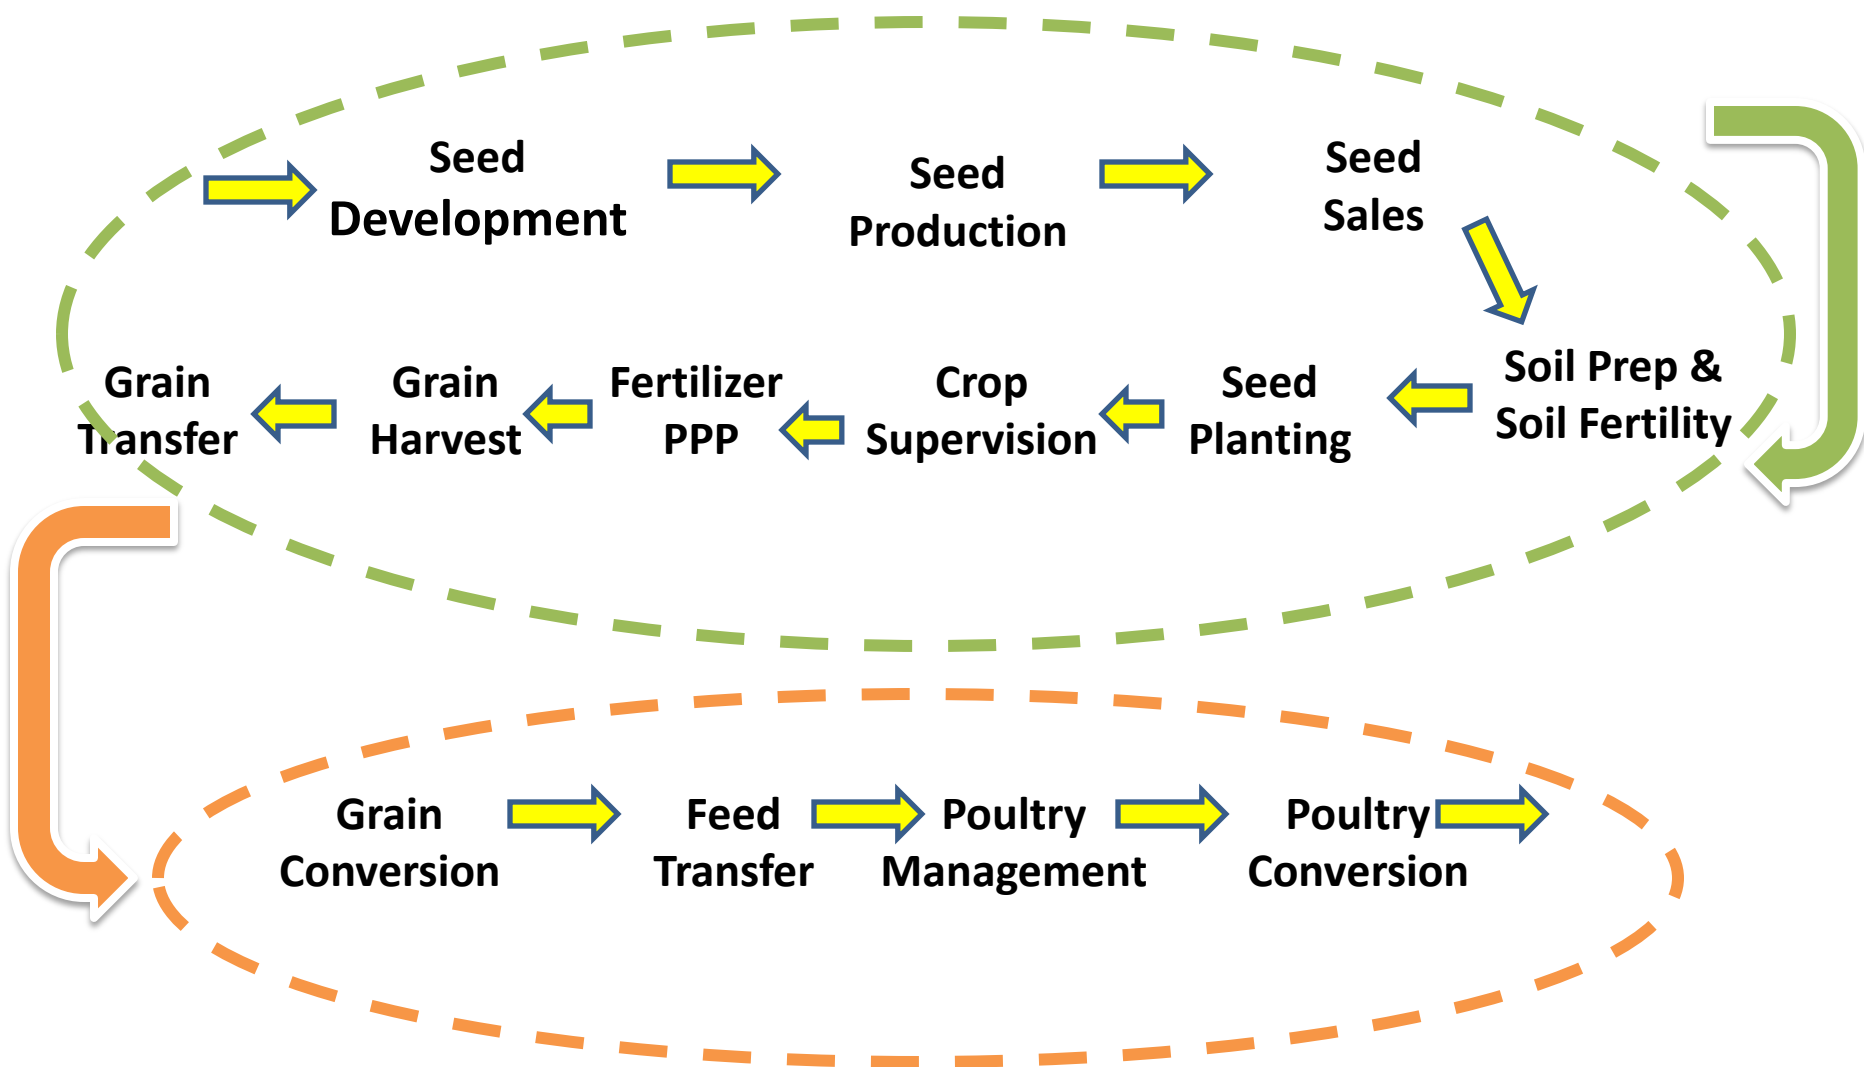 Seed
Development
Seed
Production
Seed
Sales
Soil Prep &
Soil Fertility
Seed
Planting
Crop
Supervision
Fertilizer
PPP
Grain
Harvest
Grain
Transfer
Grain
Conversion
Feed
Transfer
Poultry
Management
Poultry
Conversion